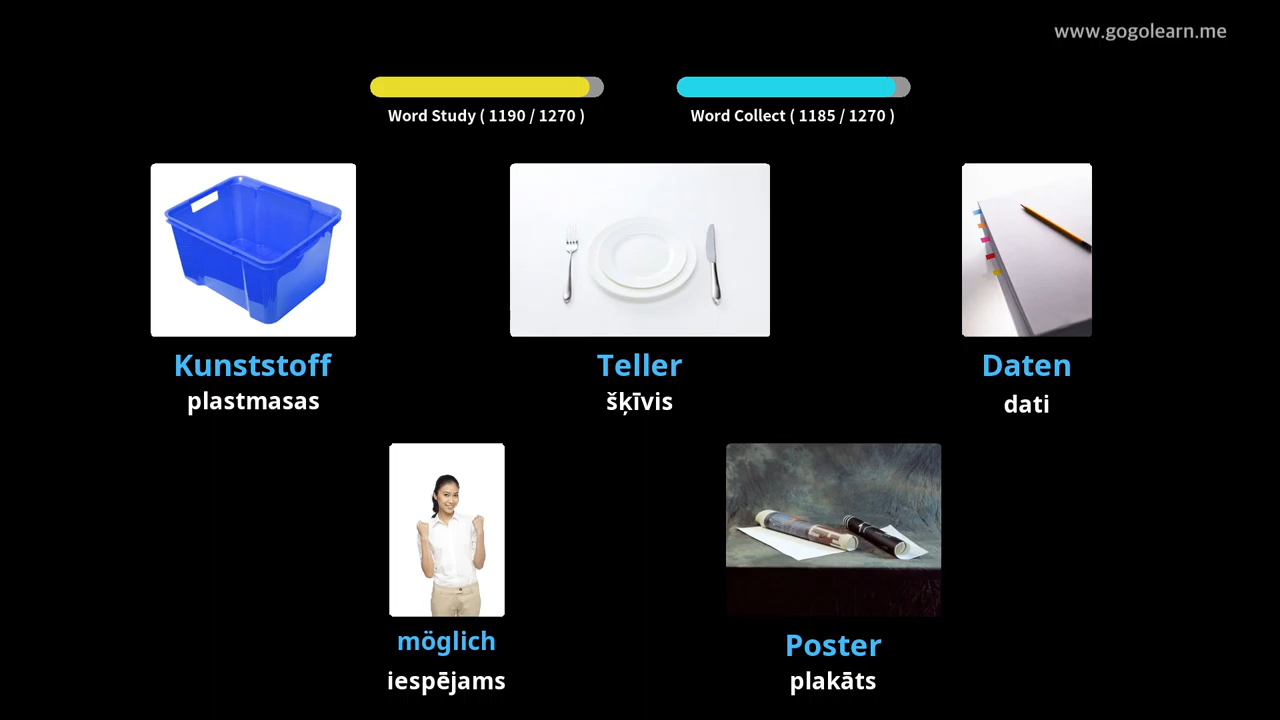 www.gogolearn.me
Word Study ( 1190 / 1270 )
Word Collect ( 1185 / 1270 )
Kunststoff
plastmasas
Teller
šķīvis
Daten
dati
möglich
iespējams
Poster
plakāts